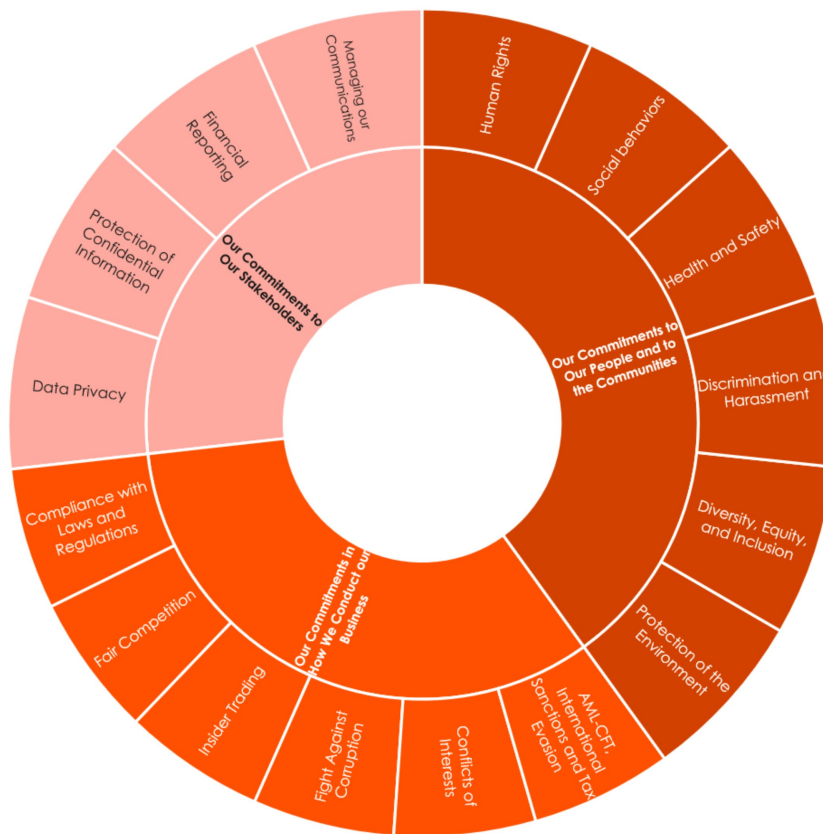 Our Commitments to
Our People and to
the Communities
Human Rights
Social behaviors
Health and Safety
Discrimination and
Harassment
Diversity, Equity,
and Inclusion
Protection of the
Environment
Our Commitments in
How We Conduct our
Business
AML-CFT,
International
Sanctions and Tax
Evasion
Conflicts of
Interests
Fight Against
Corruption
Insider Trading
Fair Competition
Compliance with
Laws and
Regulations
Our Commitments to
Our Stakeholders
Data Privacy
Protection of
Confidential
Information
Financial
Reporting
Managing our
Communications